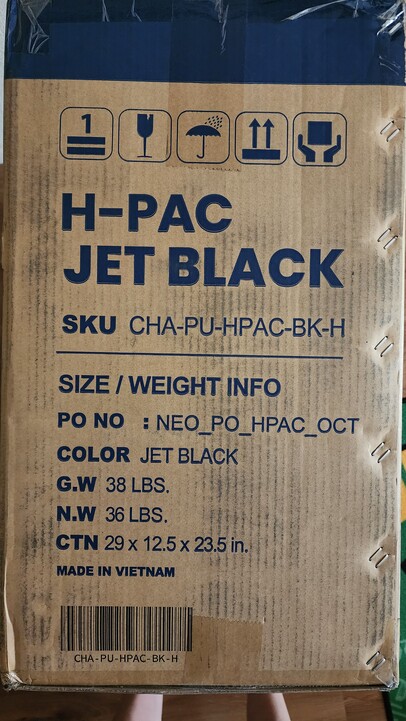 1
H-PAC
JET BLACK
SKU CHA-PU-HPAC-BK-H
SIZE / WEIGHT INFO
PO NO : NEO_PO_HPAC_OCT
COLOR JET BLACK
G.W 38 LBS.
N.W 36 LBS.
CTN 29 x 12.5 x 23.5 in.
MADE IN VIETNAM
CHA-PU-HPAC-BK-H